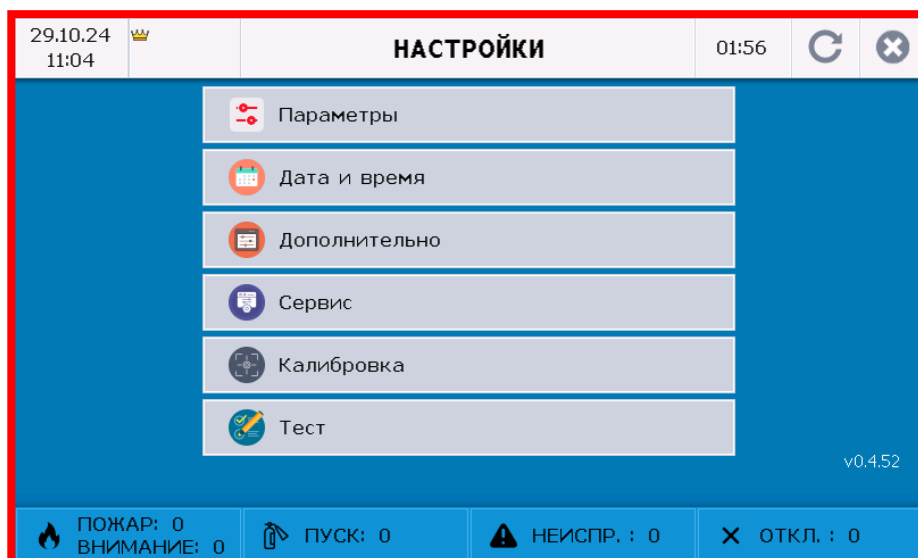 29.10.24
11:04
НАСТРОЙКИ
01:56
Параметры
Дата и время
Дополнительно
Сервис
Калибровка
Тест
v0.4.52
ПОЖАР: 0
ВНИМАНИЕ: 0
ПУСК: 0
НЕИСПР. : 0
ОТКЛ. : 0